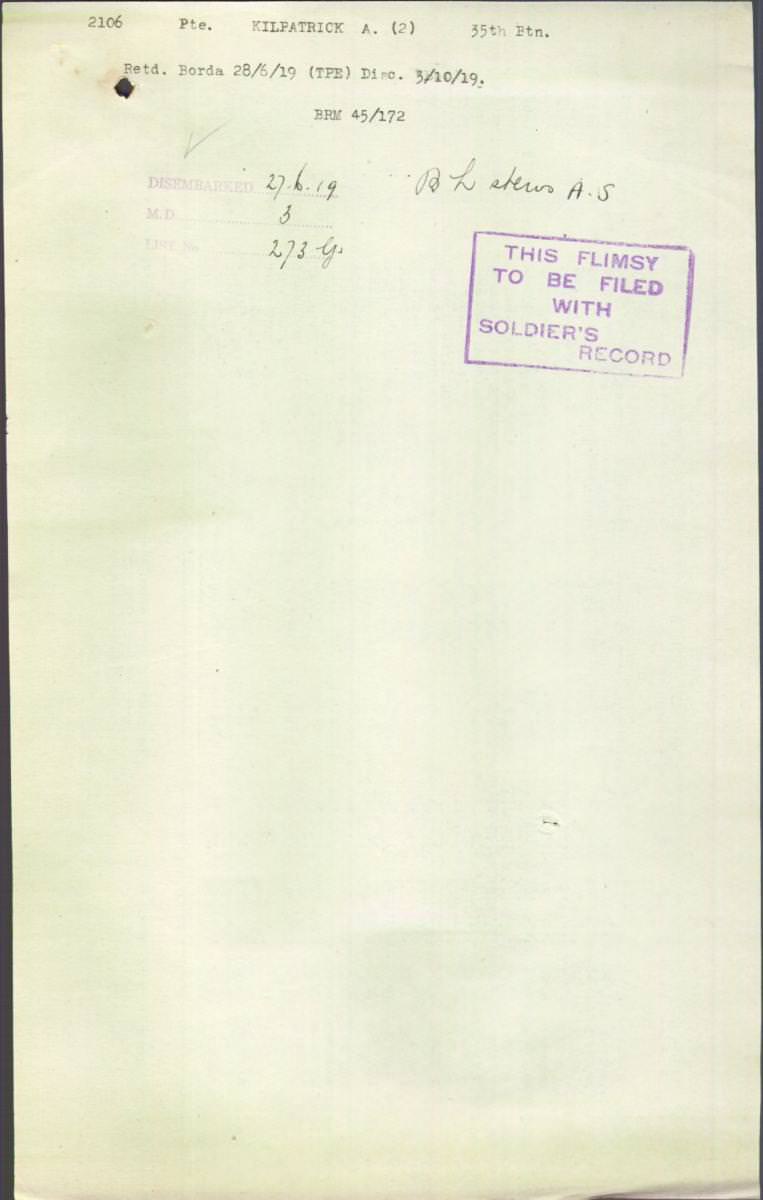 2106 Pte. KILPATRICK A. (2) 35th Btn.
Retd. Borda 28/6/19 (TPE) Disc. 3/10/19.
BRM 45/172
DISEMBARKED 27.6.19
M.D. 3
LIST No. 273
A.S
THIS FLIMSY
TO BE FILED
WITH
SOLDIER'S
RECORD